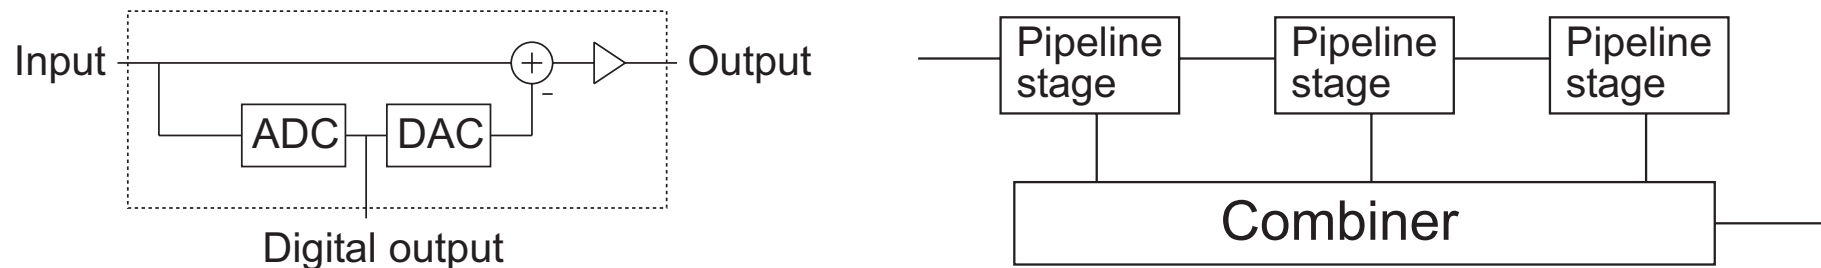 Input
+
-
Output
ADC
DAC
Digital output
Pipeline
stage
Pipeline
stage
Pipeline
stage
Combiner